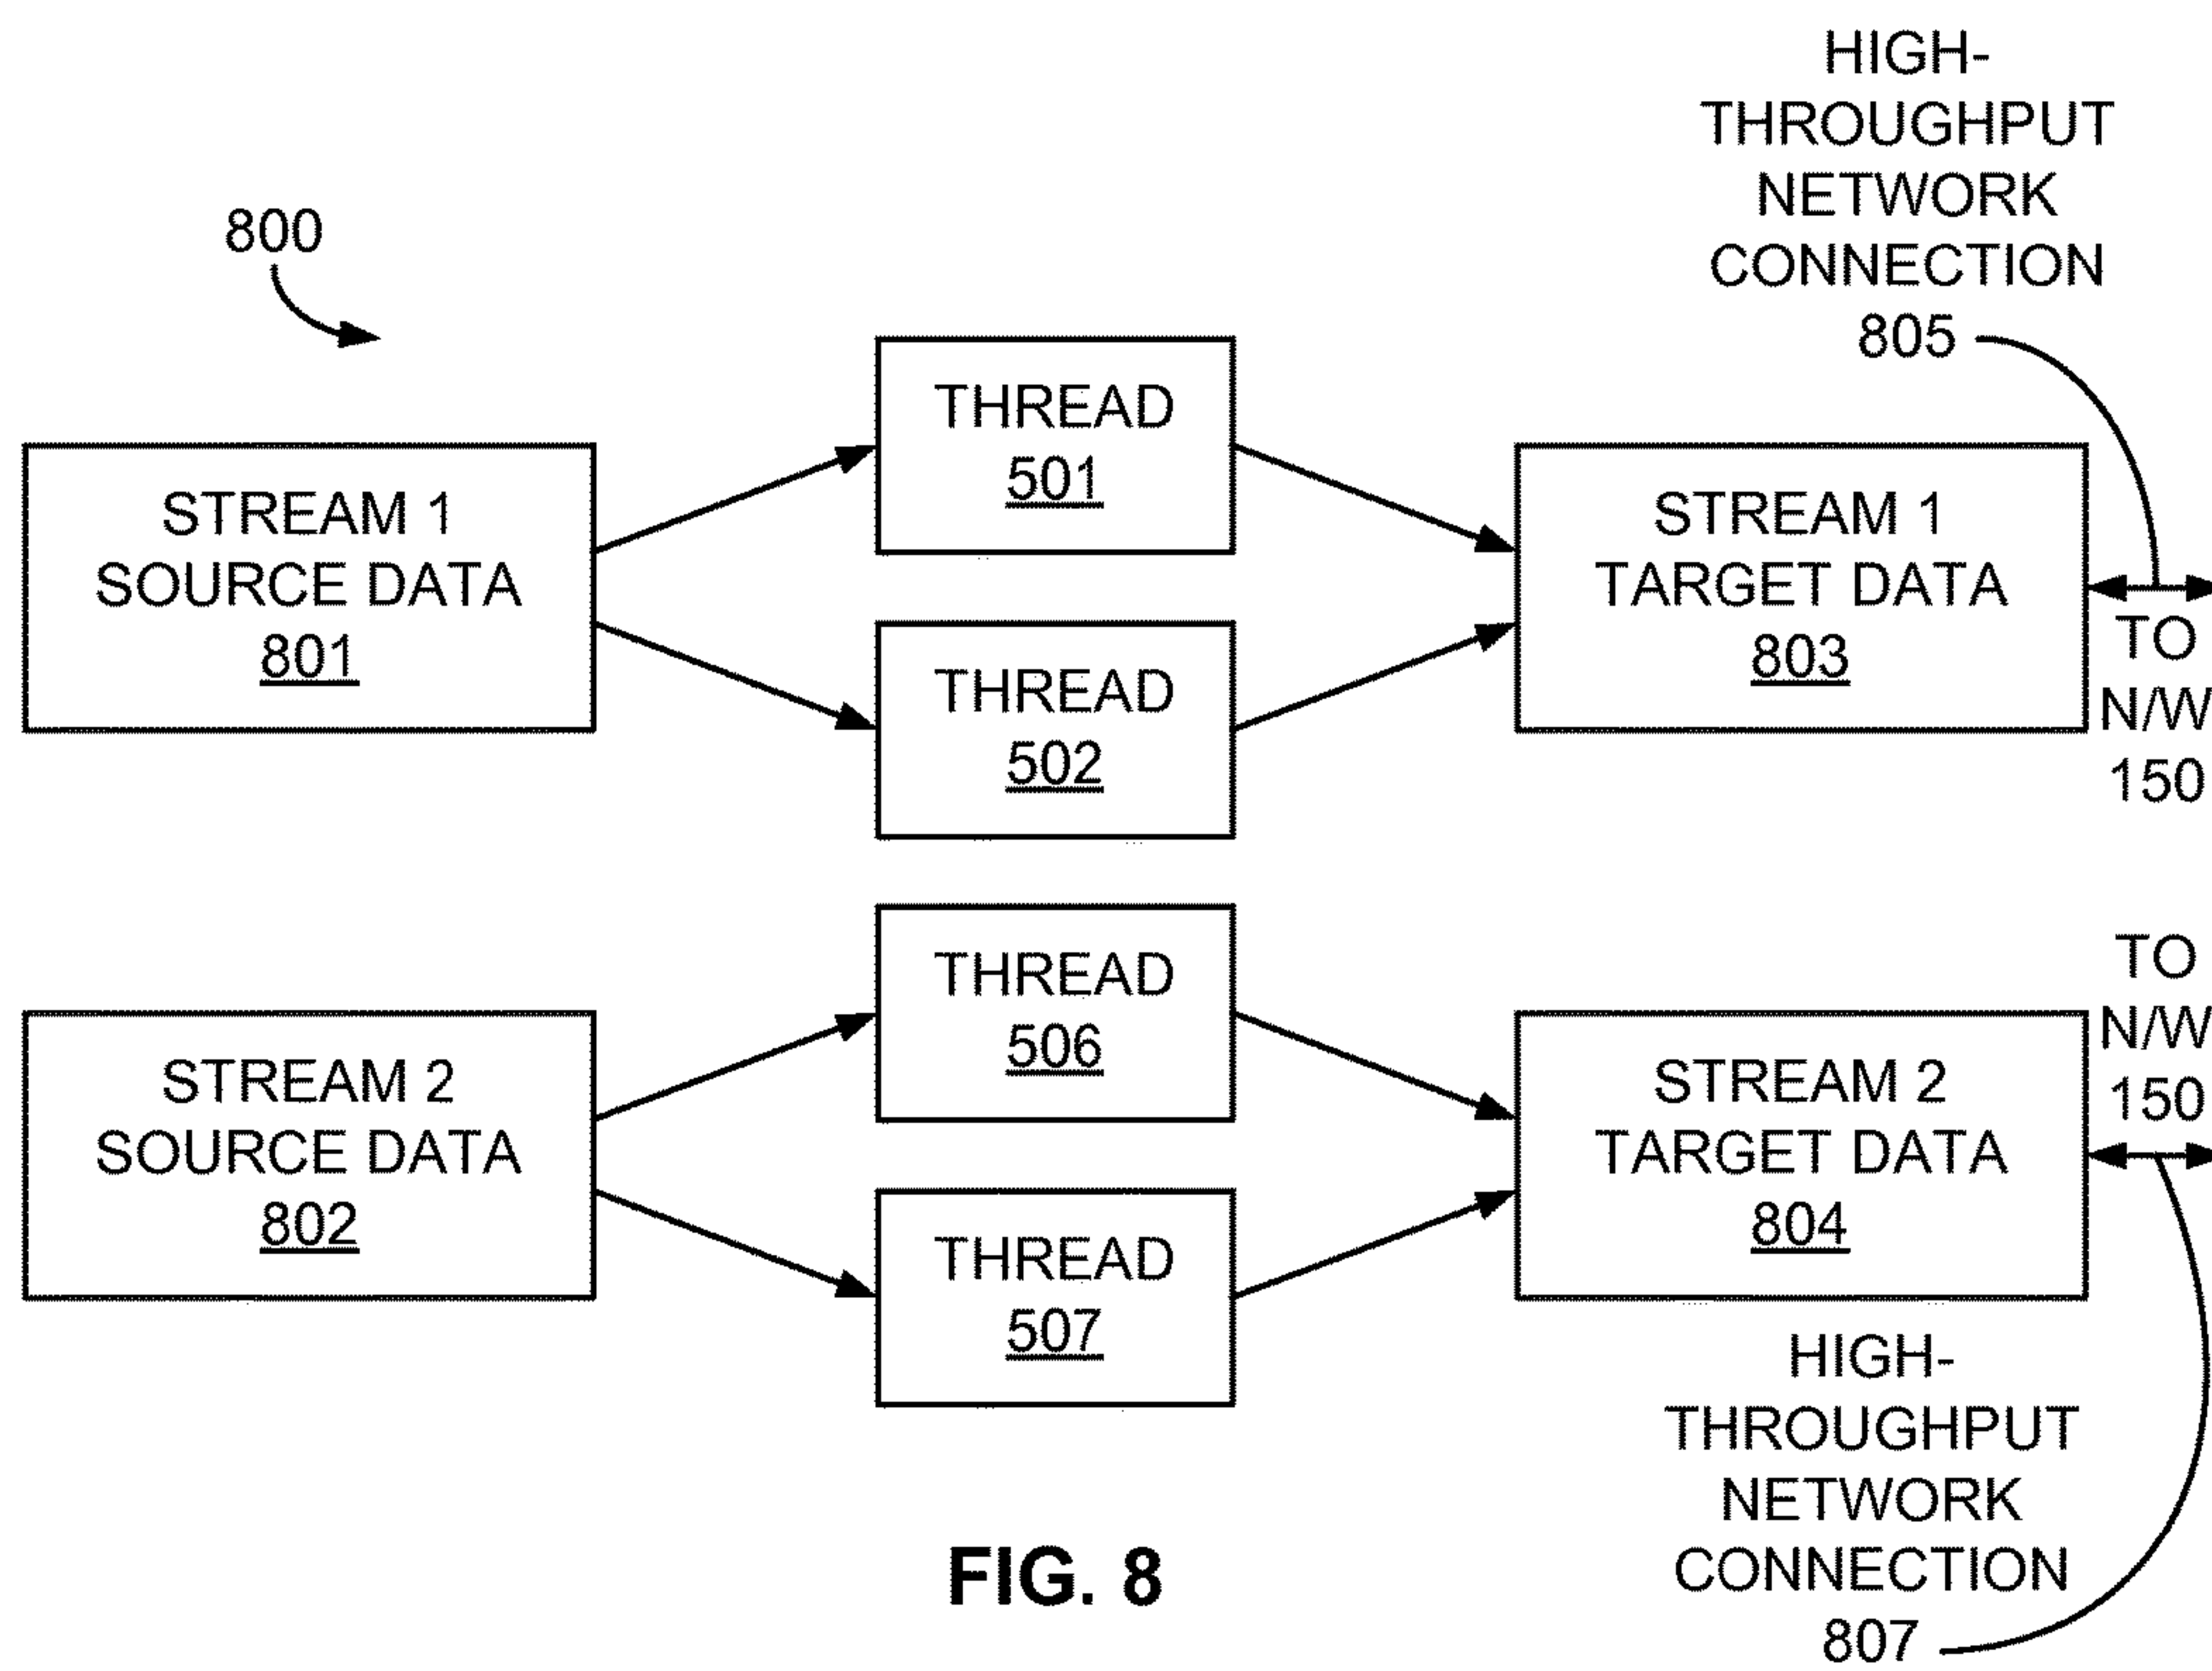 HIGH-
THROUGHPUT
NETWORK
CONNECTION
805
800
THREAD
501
STREAM 1
SOURCE DATA
801
STREAM 1
TARGET DATA
803
TO
N/W
150
THREAD
502
THREAD
506
TO
N/W
150
STREAM 2
SOURCE DATA
802
STREAM 2
TARGET DATA
804
THREAD
507
HIGH-
THROUGHPUT
NETWORK
CONNECTION
807
FIG. 8